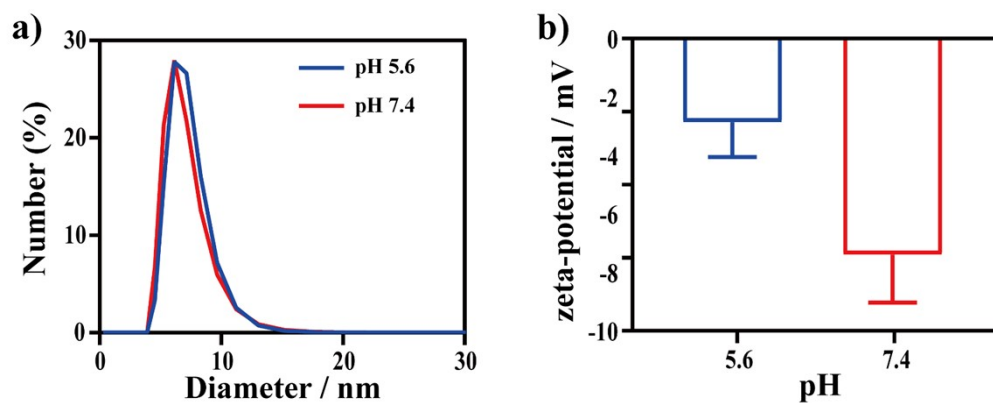 a)
30
20
10
0
Number (%)
pH 5.6
pH 7.4
0
10
20
30
Diameter / nm
b)
0
-2
-4
-6
-8
-10
zeta-potential / mV
5.6
7.4
pH